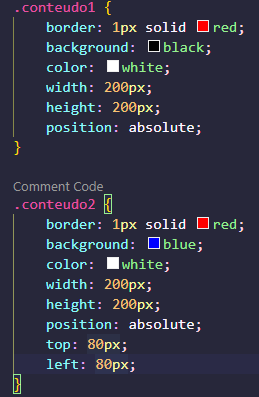 .conteudo1 {
border: 1px solid red;
background: black;
color: white;
width: 200px;
height: 200px;
position: absolute;
}
Comment Code
.conteudo2 {
border: 1px solid red;
background: blue;
color: white;
width: 200px;
height: 200px;
position: absolute;
top: 80px;
left: 80px;
}